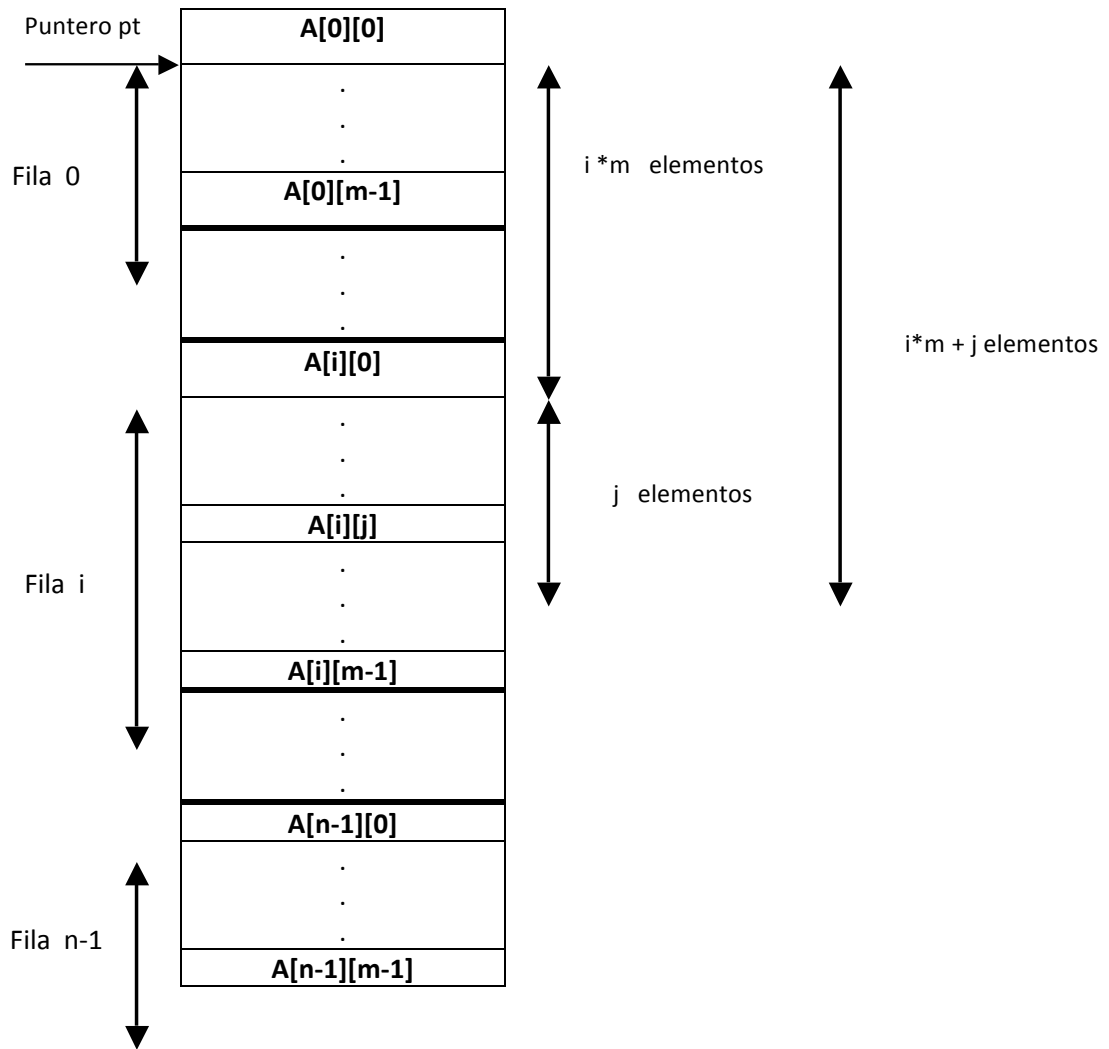 Puntero pt
A[0][0]
.
.
.
Fila 0
i *m elementos
A[0][m-1]
.
.
.
i*m + j elementos
A[i][0]
.
.
.
j elementos
A[i][j]
Fila i
.
.
.
A[i][m-1]
.
.
.
A[n-1][0]
.
.
.
Fila n-1
A[n-1][m-1]